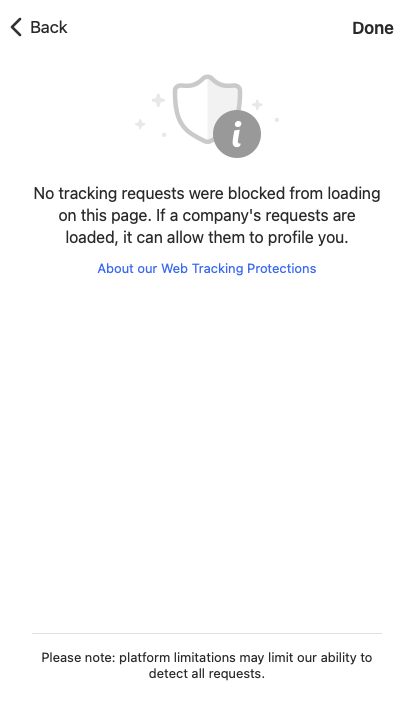 Back
Done
No tracking requests were blocked from loading
on this page. If a company's requests are
loaded, it can allow them to profile you.
About our Web Tracking Protections
Please note: platform limitations may limit our ability to
detect all requests.